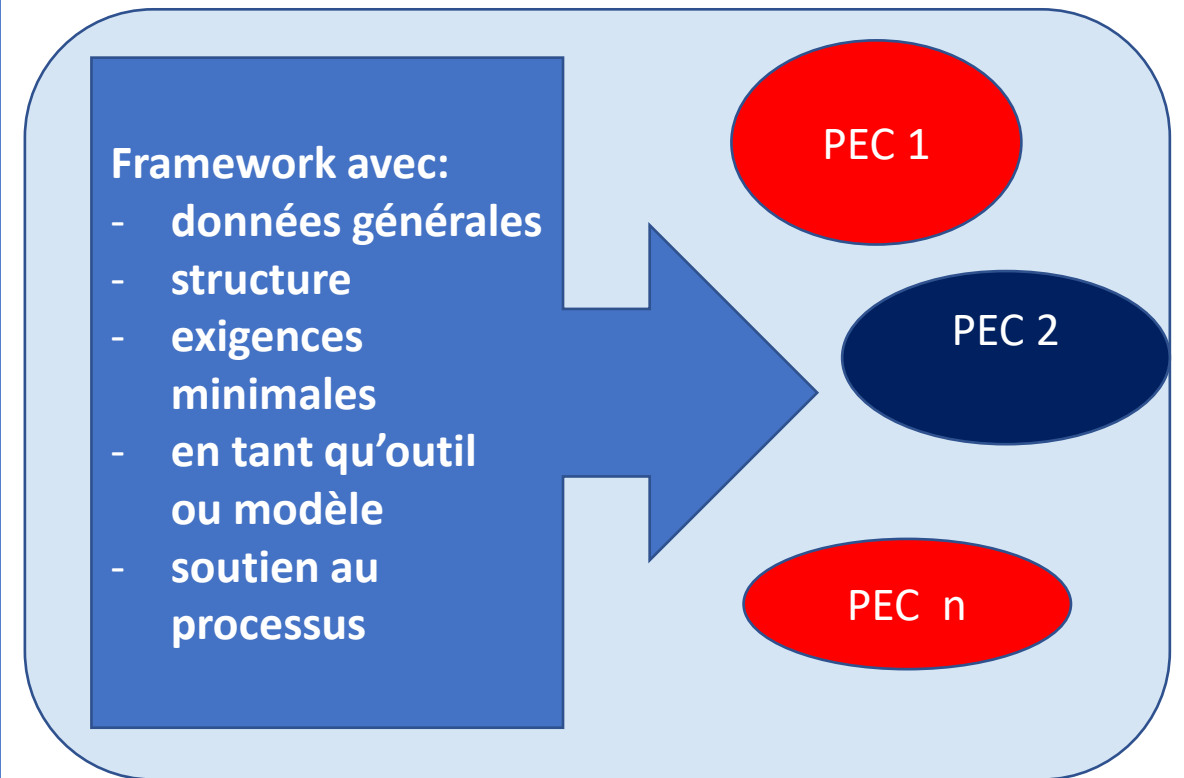 Framework avec:
- données générales
- structure
- exigences
minimales
- en tant qu’outil
ou modèle
- soutien au
processus
PEC 1
PEC 2
PEC n